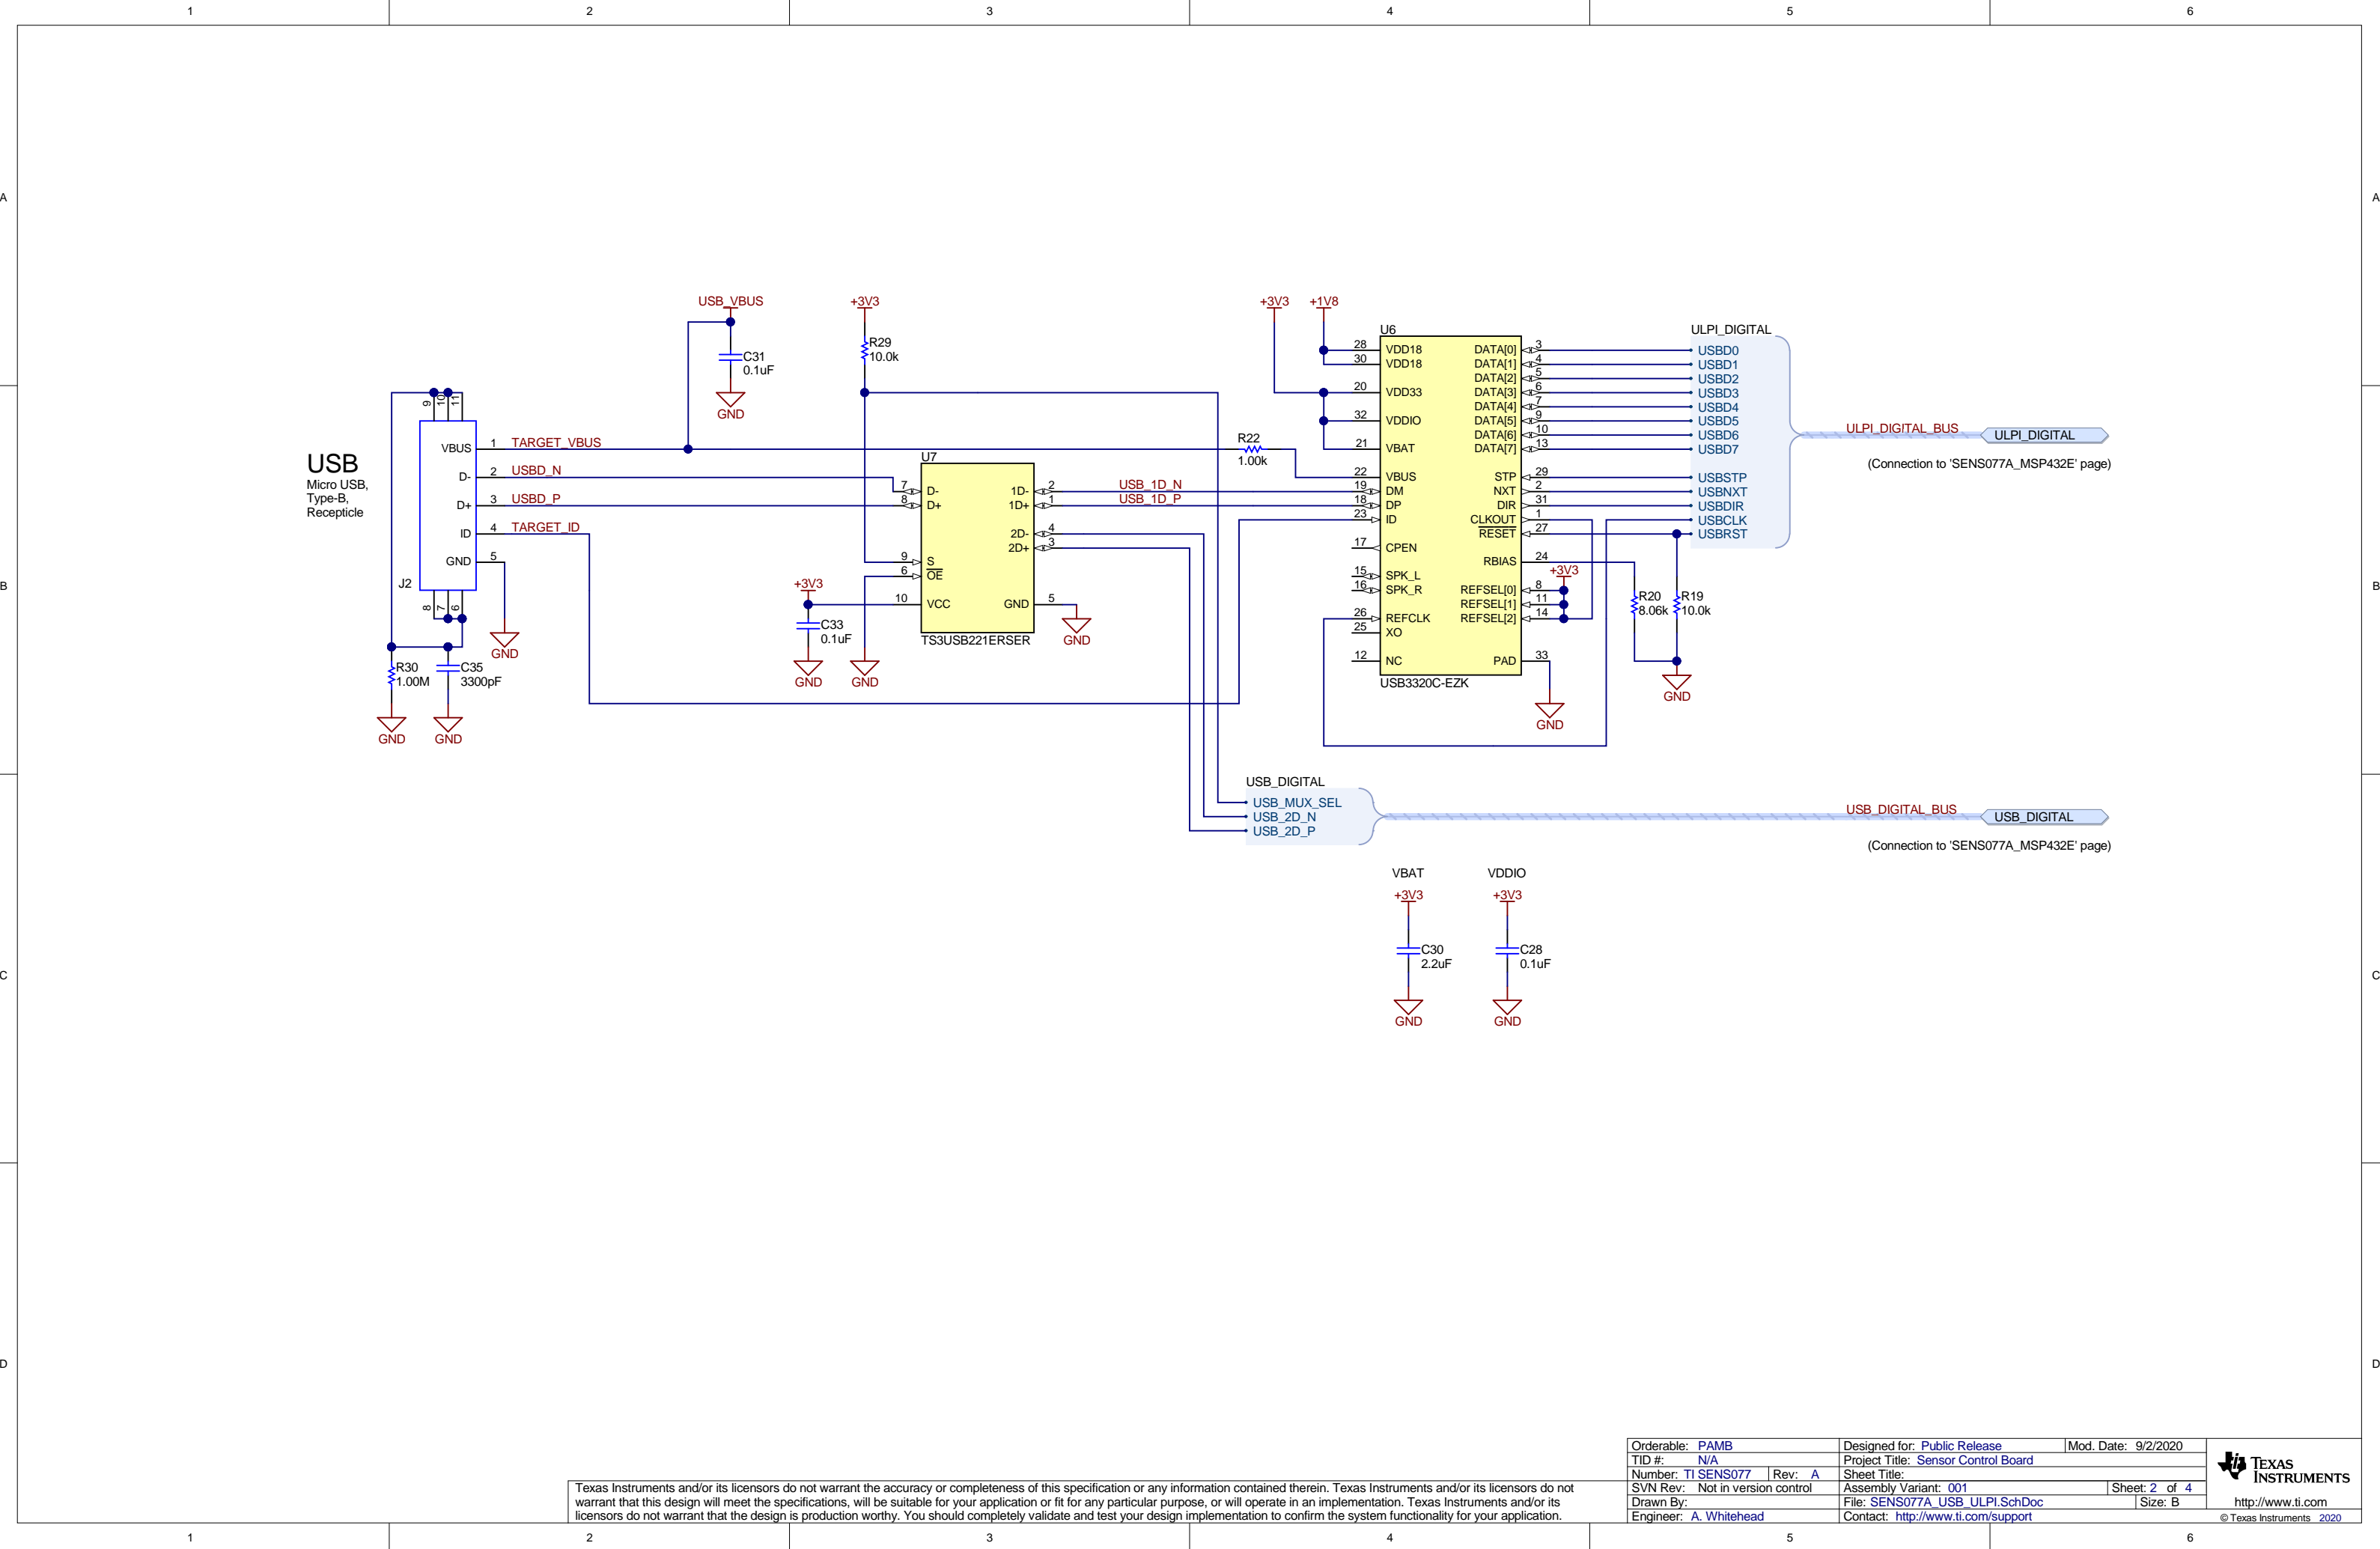 1 2 3 4 5 6
A A
USB_VBUS
+3V3
+3V3 +1V8
C31
0.1uF
GND
R29
10.0k
USB
Micro USB,
Type-B,
Recepticle
J2
9 10 11
VBUS 1 TARGET_VBUS
D- 2 USBD_N
D+ 3 USBD_P
ID 4 TARGET_ID
GND 5
8 7 6
GND
R30
1.00M
C35
3300pF
GND GND
U7
7 D- 1D- 2 USB_1D_N
8 D+ 1D+ 1 USB_1D_P
2D- 4
2D+ 3
9 S
6 OE
10 VCC GND 5
TS3USB221ERSER
+3V3
C33
0.1uF
GND GND
GND
R22
1.00k
U6
28 VDD18 DATA[0] 3
30 VDD18 DATA[1] 4
DATA[2] 5
20 VDD33 DATA[3] 6
DATA[4] 7
32 VDDIO DATA[5] 9
DATA[6] 10
21 VBAT DATA[7] 13
22 VBUS STP 29
19 DM NXT 2
18 DP DIR 31
23 ID CLKOUT 1
RESET 27
17 CPEN
RBIAS 24
15 SPK_L
16 SPK_R REFSEL[0] 8
REFSEL[1] 11
26 REFCLK REFSEL[2] 14
25 XO
12 NC PAD 33
USB3320C-EZK
+3V3
GND
R20
8.06k
R19
10.0k
GND
ULPI_DIGITAL
USBD0
USBD1
USBD2
USBD3
USBD4
USBD5
USBD6
USBD7
USBSTP
USBNXT
USBDIR
USBCLK
USBRST
ULPI_DIGITAL_BUS ULPI_DIGITAL
(Connection to 'SENS077A_MSP432E' page)
B B
USB_DIGITAL
USB_MUX_SEL
USB_2D_N
USB_2D_P
USB_DIGITAL_BUS USB_DIGITAL
(Connection to 'SENS077A_MSP432E' page)
VBAT VDDIO
+3V3 +3V3
C30
2.2uF
C28
0.1uF
GND GND
C C
D D
Texas Instruments and/or its licensors do not warrant the accuracy or completeness of this specification or any information contained therein. Texas Instruments and/or its licensors do not
warrant that this design will meet the specifications, will be suitable for your application or fit for any particular purpose, or will operate in an implementation. Texas Instruments and/or its
licensors do not warrant that the design is production worthy. You should completely validate and test your design implementation to confirm the system functionality for your application.
Orderable: PAMB Designed for: Public Release Mod. Date: 9/2/2020
TID #: N/A Project Title: Sensor Control Board
Number: TI SENS077 Rev: A Sheet Title:
SVN Rev: Not in version control Assembly Variant: 001 Sheet: 2 of 4
Drawn By: File: SENS077A_USB_ULPI.SchDoc Size: B
Engineer: A. Whitehead Contact: http://www.ti.com/support
TEXAS
INSTRUMENTS
http://www.ti.com
© Texas Instruments 2020
1 2 3 4 5 6